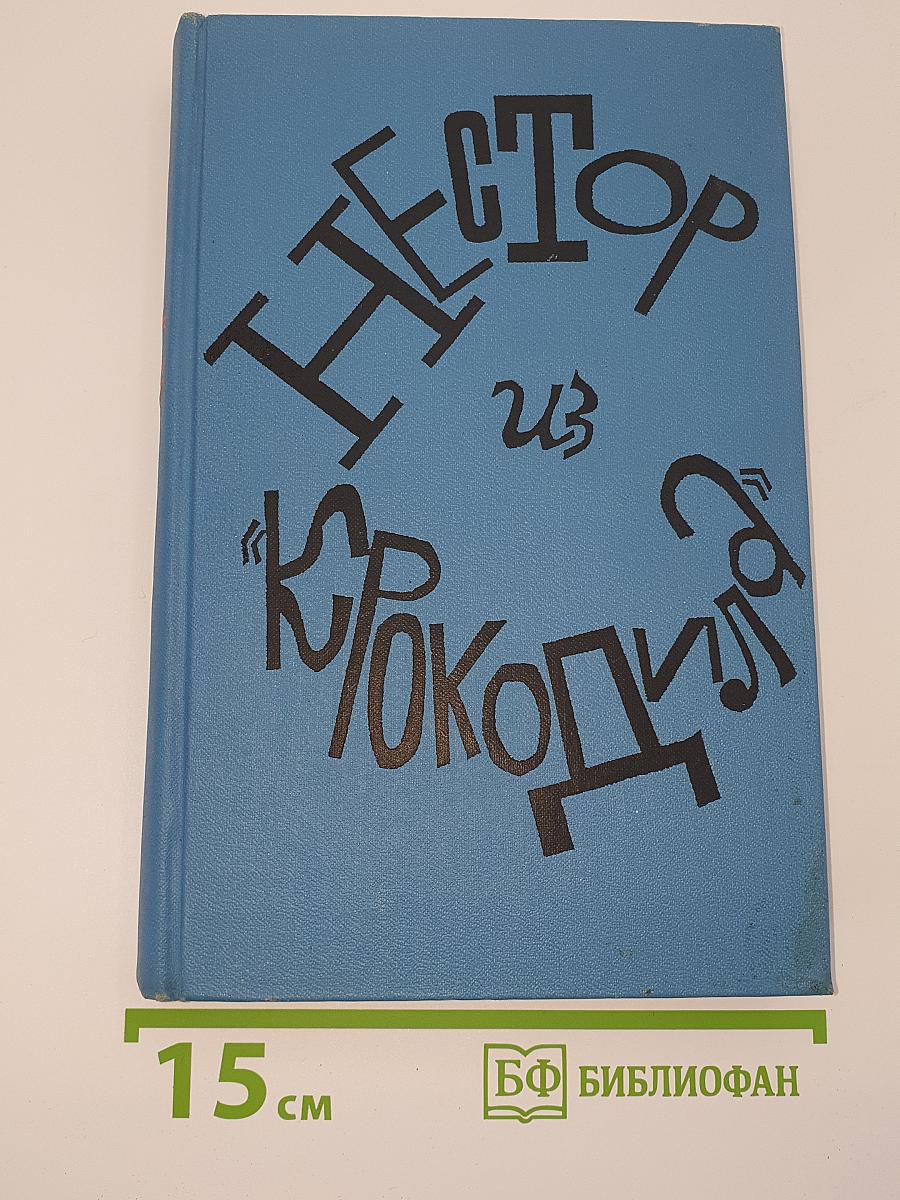 НЕСТОР
из
«КРОКОДИЛА»
15 см
БФ БИБЛИОФАН